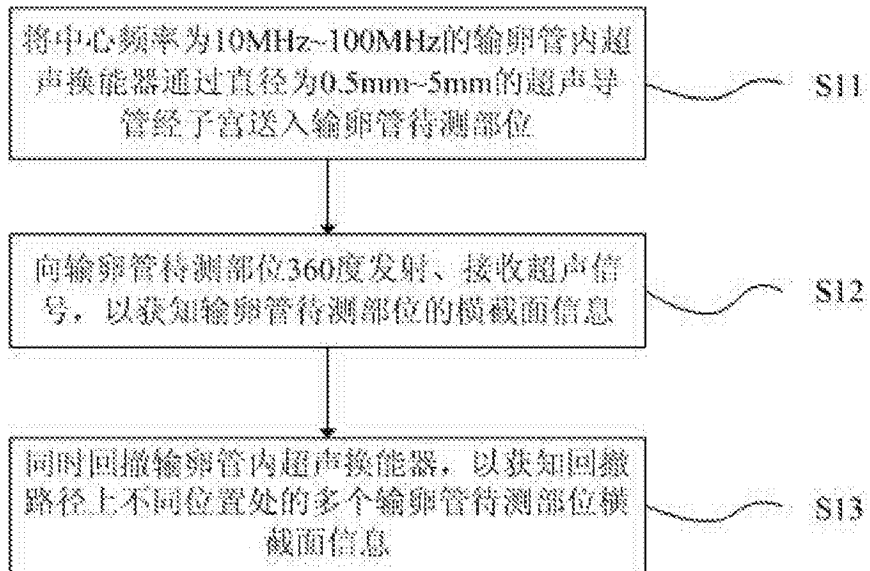 将中心频率为10MHz~100MHz的输卵管内超
声换能器通过直径为0.5mm~5mm的超声导
管经子宫送入输卵管待测部位
S11
向输卵管待测部位360度发射、接收超声信
号，以获知输卵管待测部位的横截面信息
S12
同时回撤输卵管内超声换能器，以获知回撤
路径上不同位置处的多个输卵管待测部位横
截面信息
S13